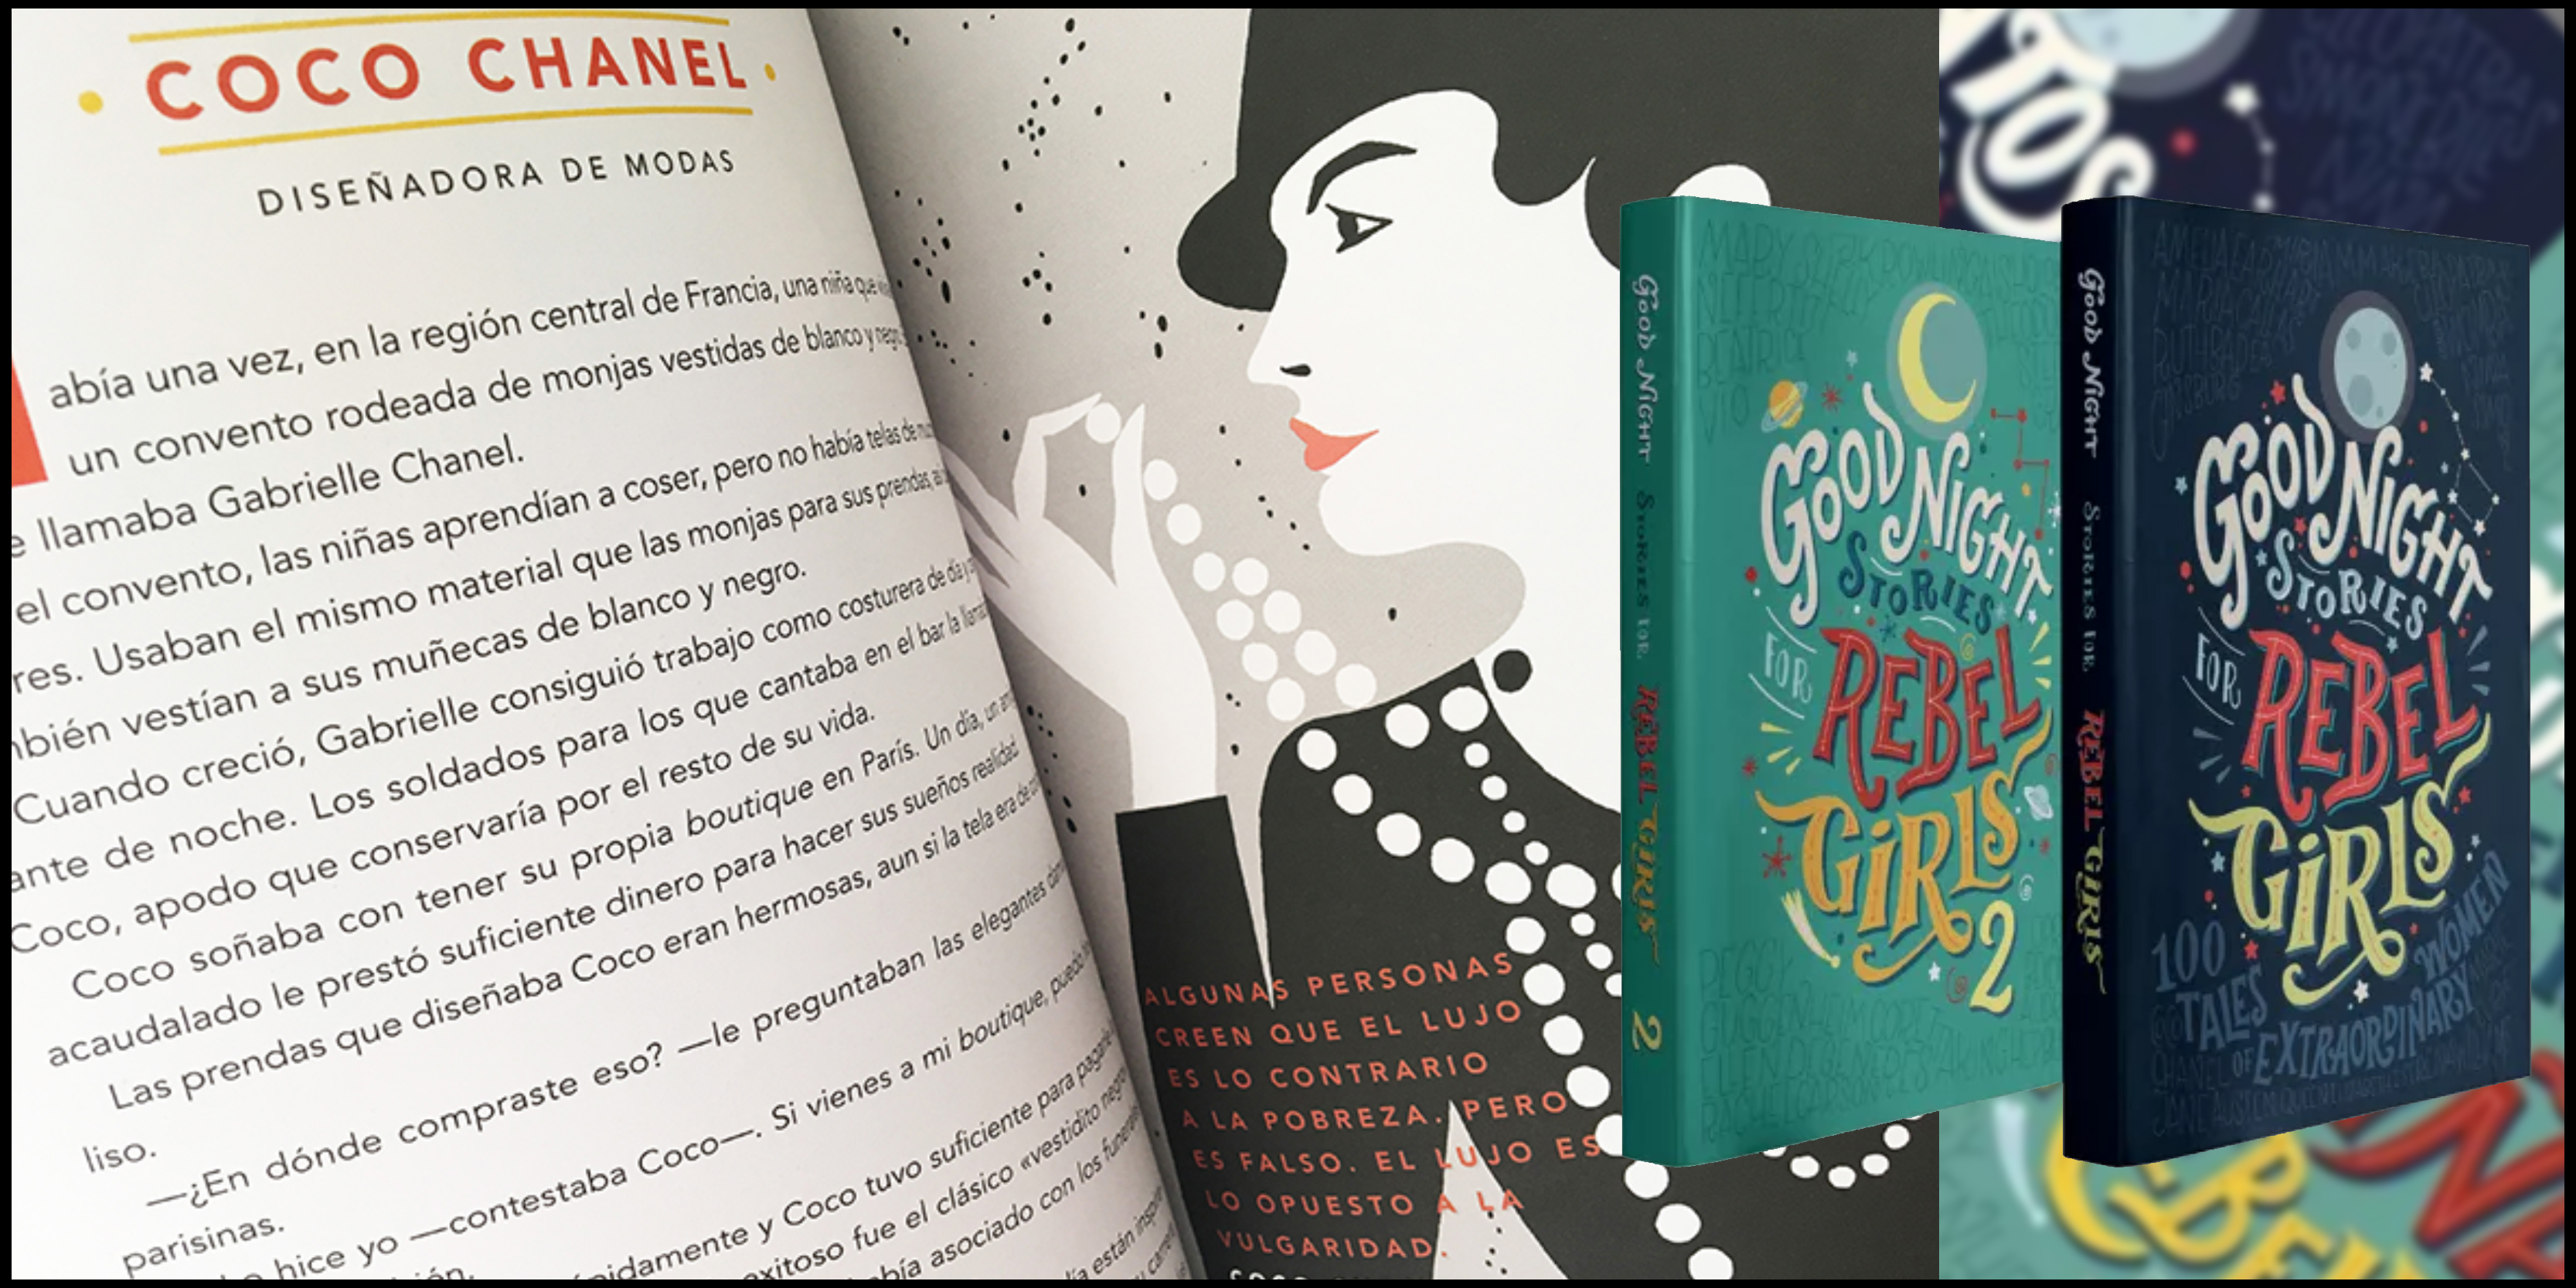 COCO CHANEL
DISEÑADORA DE MODAS
abía una vez, en la región central de Francia, una niña que
un convento rodeada de monjas vestidas de blanco y negro
llamaba Gabrielle Chanel.
el convento, las niñas aprendían a coser, pero no había telas de
res. Usaban el mismo material que las monjas para sus prendas, así
mbién vestían a sus muñecas de blanco y negro.
Cuando creció, Gabrielle consiguió trabajo como costurera de día y
ante de noche. Los soldados para los que cantaba en el bar la
Coco, apodo que conservaría por el resto de su vida.
Coco soñaba con tener su propia boutique en París. Un día, un
acaudalado le prestó suficiente dinero para hacer sus sueños realidad.
Las prendas que diseñaba Coco eran hermosas, aun si la tela era de
liso.
—¿En dónde compraste eso? —le preguntaban las elegantes
parisinas.
hice yo —contestaba Coco—. Si vienes a mi boutique, puedo
pidamente y Coco tuvo suficiente para
exitoso fue el clásico «vestidito negro
bía asociado con los
ALGUNAS PERSONAS
CREEN QUE EL LUJO
ES LO CONTRARIO
A LA POBREZA. PERO
ES FALSO. EL LUJO ES
LO OPUESTO A LA
VULGARIDAD.
GOOD NIGHT STORIES FOR REBEL GIRLS 2
GOOD NIGHT
STORIES
FOR
REBEL
GIRLS
2
GOOD NIGHT STORIES FOR REBEL GIRLS
GOOD NIGHT
STORIES
FOR
REBEL
GIRLS
100
TALES
OF EXTRAORDINARY
WOMEN